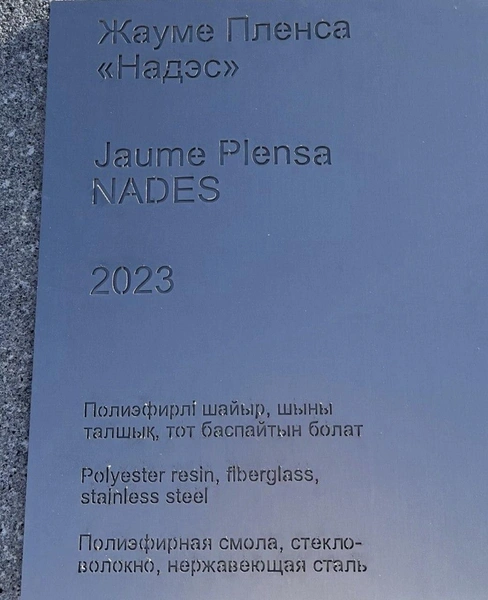 Жауме Пленса
«Надэс»
Jaume Plensa
NADES
2023
Полиэфирлі шайыр, шыны
талшық, тот баспайтын болат
Polyester resin, fiberglass,
stainless steel
Полиэфирная смола, стекло-
волокно, нержавеющая сталь